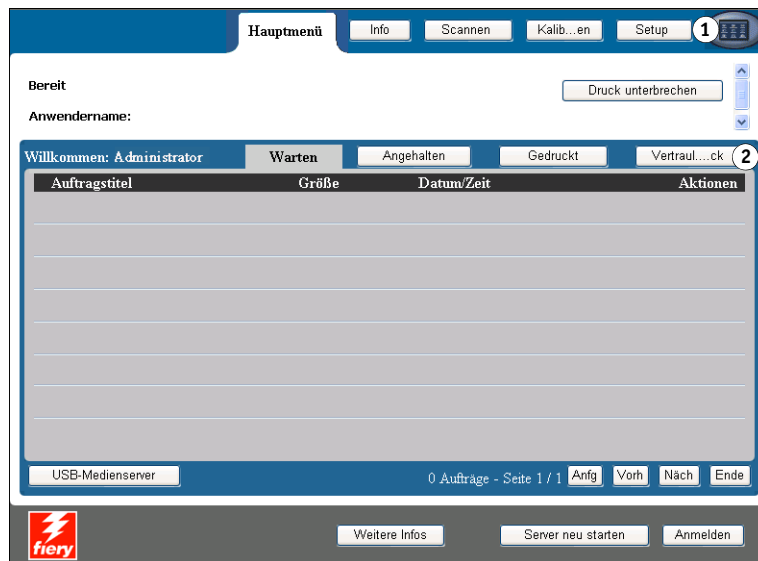 Hauptmenü Info Scannen Kalib...en Setup 1
Bereit
Druck unterbrechen
Anwendername:
Willkommen: Administrator Warten Angehalten Gedruckt Vertraul....ck 2
Auftragstitel Größe Datum/Zeit Aktionen
USB-Medienserver 0 Aufträge - Seite 1 / 1 Anfg Vorh Näch Ende
fiery Weitere Infos Server neu starten Anmelden